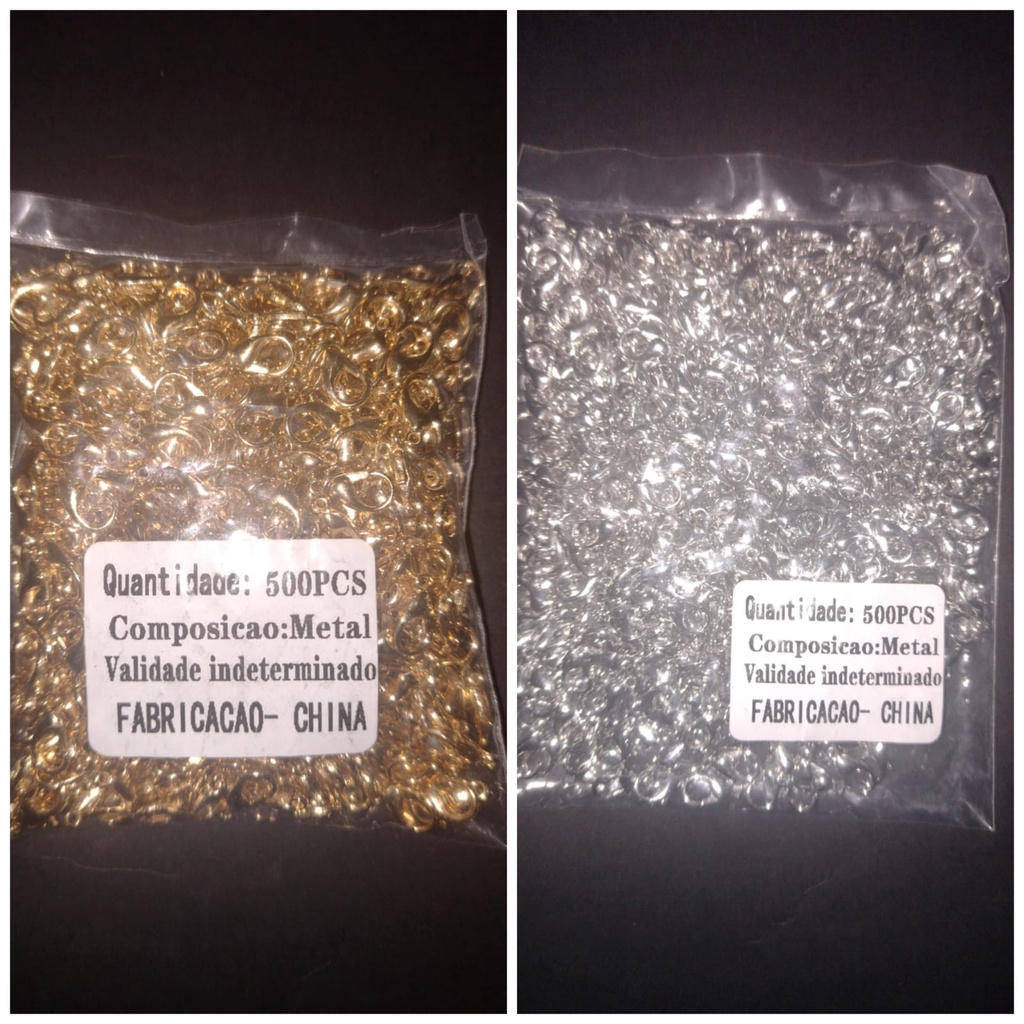 Quantidade: 500PCS
Composicao:Metal
Validade indeterminado
FABRICACAO- CHINA
Quantidade: 500PCS
Composicao:Metal
Validade indeterminado
FABRICACAO- CHINA